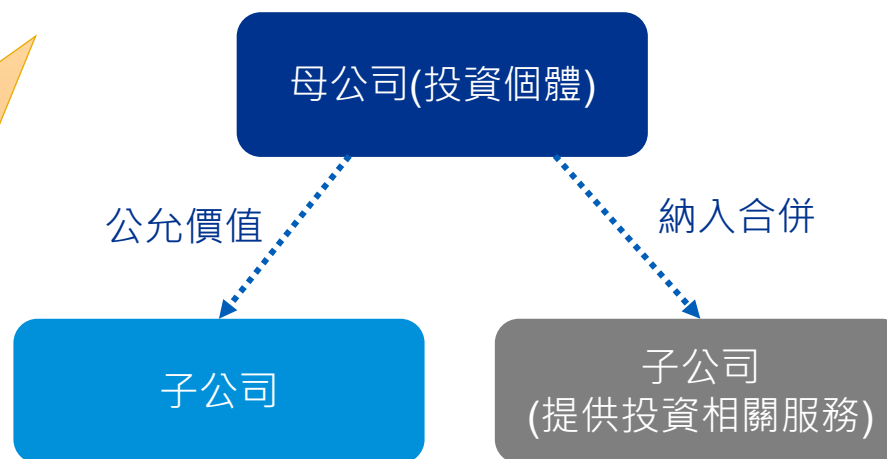 母公司(投資個體)
公允價值
納入合併
子公司
子公司
(提供投資相關服務)